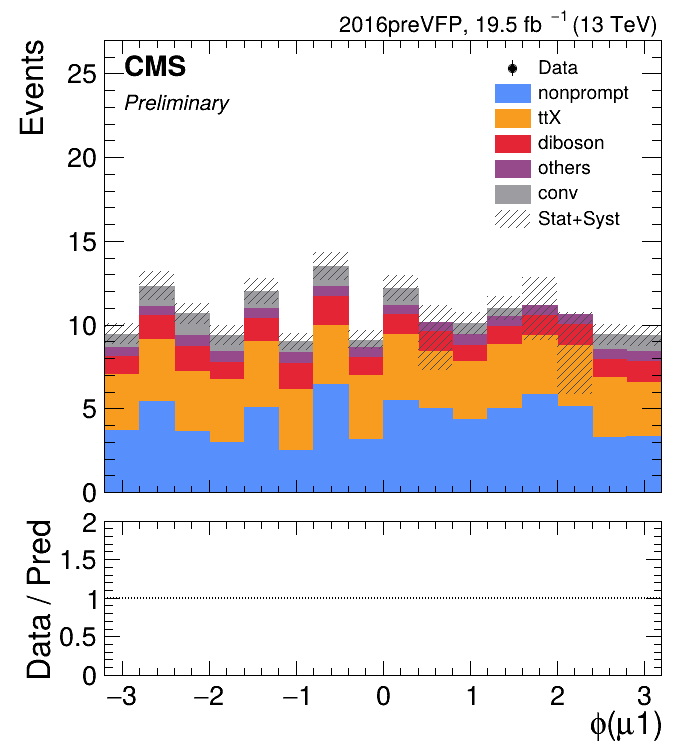 2016preVFP, 19.5 fb⁻¹ (13 TeV)
CMS
Preliminary
Events
25
20
15
10
5
0
Data
nonprompt
ttX
diboson
others
conv
Stat+Syst
Data / Pred
2
1.5
1
0.5
0
−3 −2 −1 0 1 2 3
ϕ(μ1)